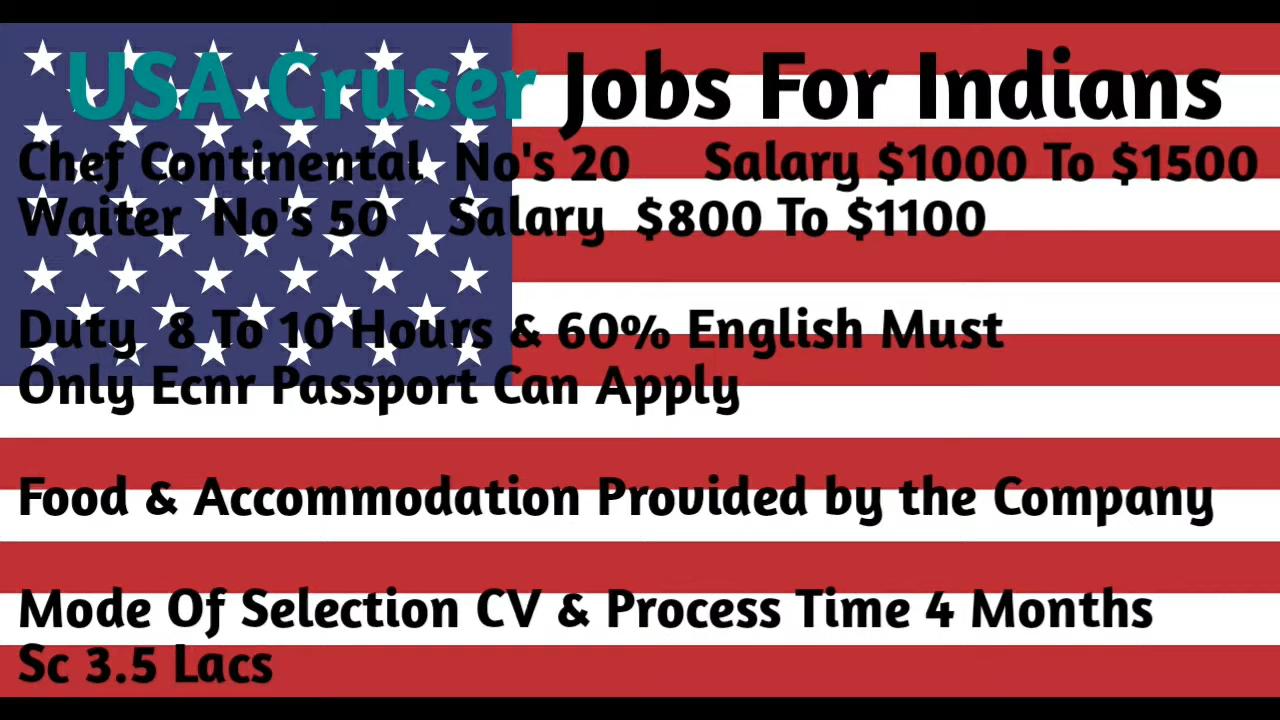 USA Cruser Jobs For Indians
Chef Continental No's 20 Salary $1000 To $1500
Waiter No's 50 Salary $800 To $1100
Duty 8 To 10 Hours & 60% English Must
Only Ecnr Passport Can Apply
Food & Accommodation Provided by the Company
Mode Of Selection CV & Process Time 4 Months
Sc 3.5 Lacs